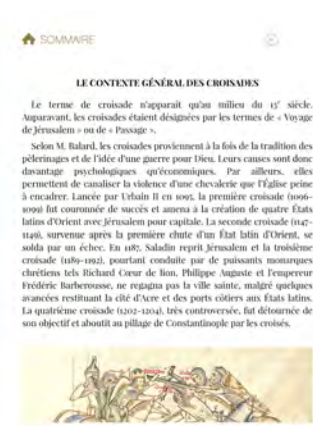 SOMMAIRE
LE CONTEXTE GÉNÉRAL DES CROISADES
Le terme de croisade n'apparaît qu'au milieu du 15e siècle.
Auparavant, les croisades étaient désignées par les termes de « Voyage
de Jérusalem » ou de « Passage ».
Selon M. Balard, les croisades proviennent à la fois de la tradition des
pèlerinages et de l'idée d'une guerre pour Dieu. Leurs causes sont donc
davantage psychologiques qu'économiques. Par ailleurs, elles
permettent de canaliser la violence d'une chevalerie que l'Église peine
à encadrer. Lancée par Urbain II en 1095, la première croisade (1096-
1099) fut couronnée de succès et amena à la création de quatre États
latins d'Orient avec Jérusalem pour capitale. La seconde croisade (1147-
1149), survenue après la première chute d'un État latin d'Orient, se
solda par un échec. En 1187, Saladin reprit Jérusalem et la troisième
croisade (1189-1192), pourtant conduite par de puissants monarques
chrétiens tels Richard Cœur de lion, Philippe Auguste et l'empereur
Frédéric Barberousse, ne regagna pas la ville sainte, malgré quelques
avancées restituant la cité d'Acre et des ports côtiers aux États latins.
La quatrième croisade (1202-1204), très controversée, fut détournée de
son objectif et aboutit au pillage de Constantinople par les croisés.